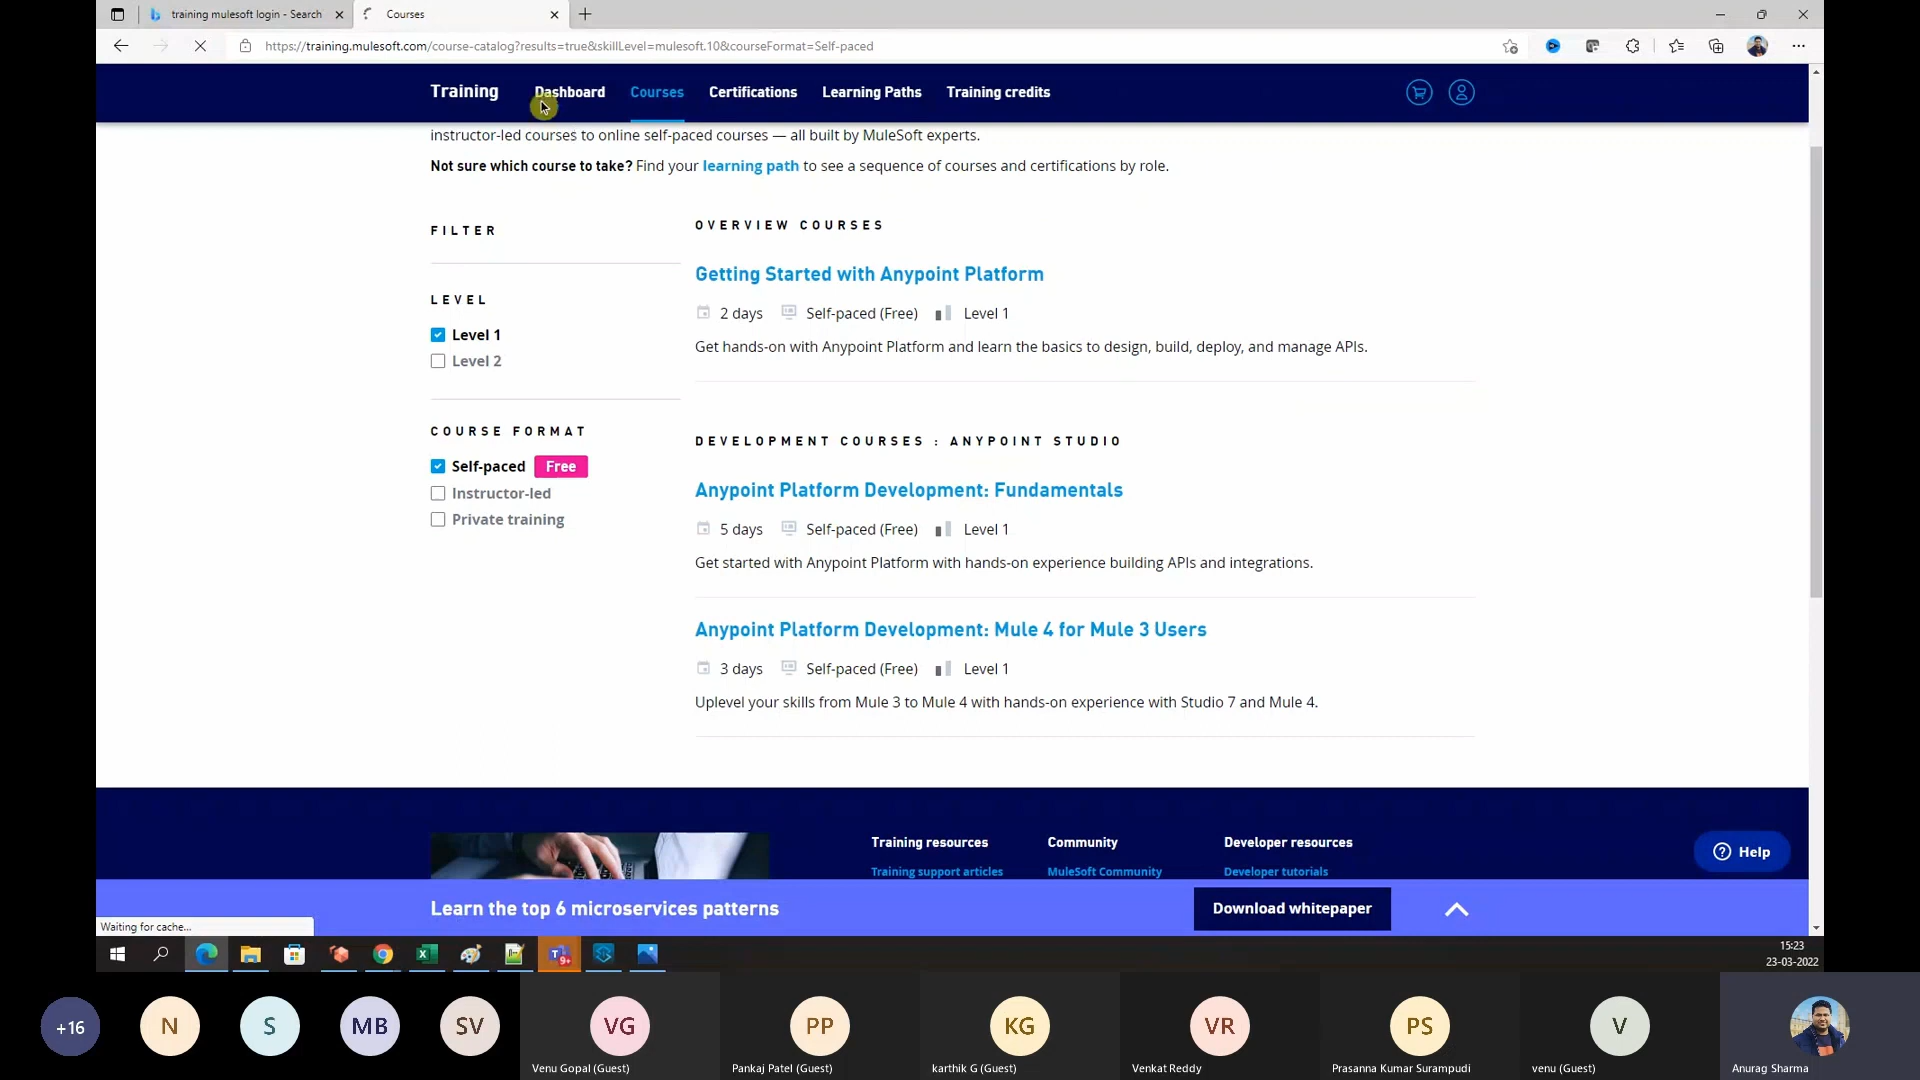 training mulesoft login - Search
Courses
https://training.mulesoft.com/course-catalog?results=true&skillLevel=mulesoft.10&courseFormat=Self-paced
Training Dashboard Courses Certifications Learning Paths Training credits
instructor-led courses to online self-paced courses — all built by MuleSoft experts.
Not sure which course to take? Find your learning path to see a sequence of courses and certifications by role.
FILTER
LEVEL
Level 1
Level 2
COURSE FORMAT
Self-paced Free
Instructor-led
Private training
OVERVIEW COURSES
Getting Started with Anypoint Platform
2 days Self-paced (Free) Level 1
Get hands-on with Anypoint Platform and learn the basics to design, build, deploy, and manage APIs.
DEVELOPMENT COURSES : ANYPOINT STUDIO
Anypoint Platform Development: Fundamentals
5 days Self-paced (Free) Level 1
Get started with Anypoint Platform with hands-on experience building APIs and integrations.
Anypoint Platform Development: Mule 4 for Mule 3 Users
3 days Self-paced (Free) Level 1
Uplevel your skills from Mule 3 to Mule 4 with hands-on experience with Studio 7 and Mule 4.
Training resources Community Developer resources
Training support articles MuleSoft Community Developer tutorials
Help
Learn the top 6 microservices patterns Download whitepaper
Waiting for cache...
15:23
23-03-2022
+16 N S MB SV VG PP KG VR PS V
Venu Gopal (Guest) Pankaj Patel (Guest) karthik G (Guest) Venkat Reddy Prasanna Kumar Surampudi venu (Guest) Anurag Sharma